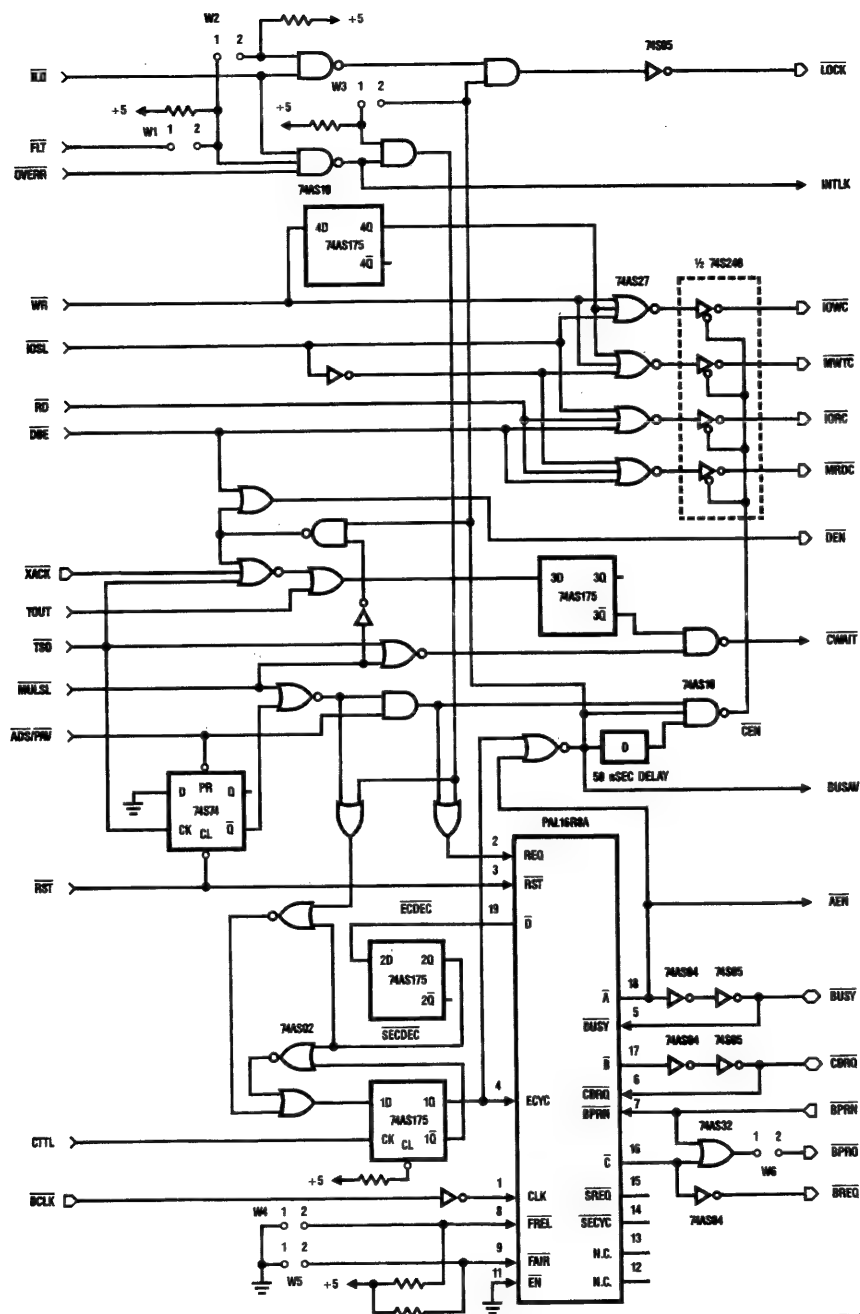 W2
1 2
+5
74S05
ILO
LOCK
W3
1 2
+5
+5
W1 1 2
FLT
OVERR
74AS10
INTLK
4D 4Q
74AS175
4Q
½ 74S240
74AS27
WR
IOWC
IOSL
MWTC
RD
IORC
DBE
MRDC
DEN
XACK
3D 3Q
74AS175
3Q
TOUT
TSO
CWAIT
MULSL
74AS10
ADS/PAV
CEN
D
50 nSEC DELAY
BUSAV
D PR Q
74S74
CK CL Q
PAL16R8A
2 REQ
RST
3 RST
ECDEC
19 D
AEN
2D 2Q
74AS175
2Q
SECDEC
74AS04 74S05
A 18
BUSY
BUSY 5
74AS02
74AS04 74S05
B 17
CBRQ
CBRQ 6
1D 1Q
74AS175
CK CL 1Q
4 ECYC
BPRN 7
BPRN
74AS32
1 2
BPRO
W6
CTTL
C 16
+5
BREQ
74AS04
BCLK
1 CLK
SREQ 15
W4 1 2
8 FREL
SECYC 14
1 2
W5
9 FAIR
N.C. 13
+5
11 EN
N.C. 12